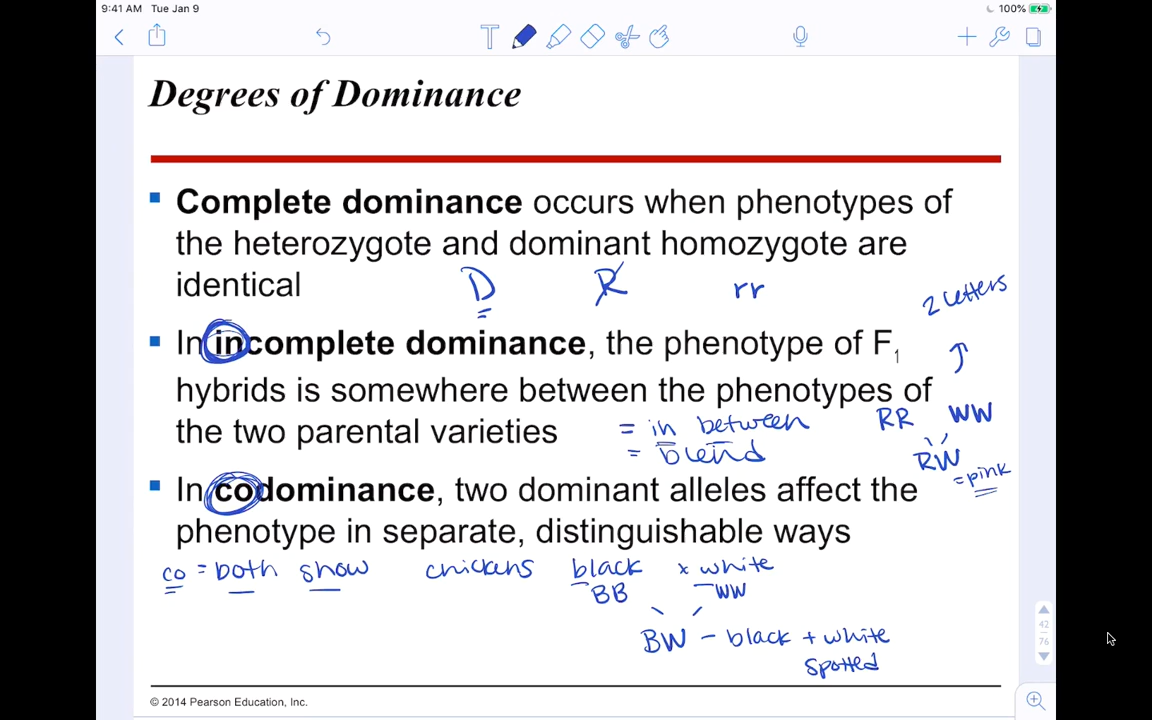 9:41 AM Tue Jan 9
100%
T
Degrees of Dominance
Complete dominance occurs when phenotypes of
the heterozygote and dominant homozygote are
identical
D R rr
2 letters
In incomplete dominance, the phenotype of F1
hybrids is somewhere between the phenotypes of
the two parental varieties
= in between
= blend
RR WW
RW
= pink
In codominance, two dominant alleles affect the
phenotype in separate, distinguishable ways
co = both show chickens black x white
BB WW
BW - black + white
spotted
42
76
© 2014 Pearson Education, Inc.